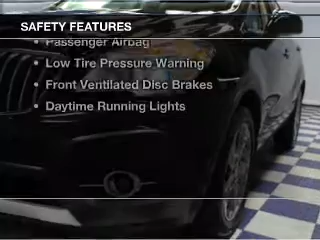 SAFETY FEATURES
• Passenger Airbag
• Low Tire Pressure Warning
• Front Ventilated Disc Brakes
• Daytime Running Lights